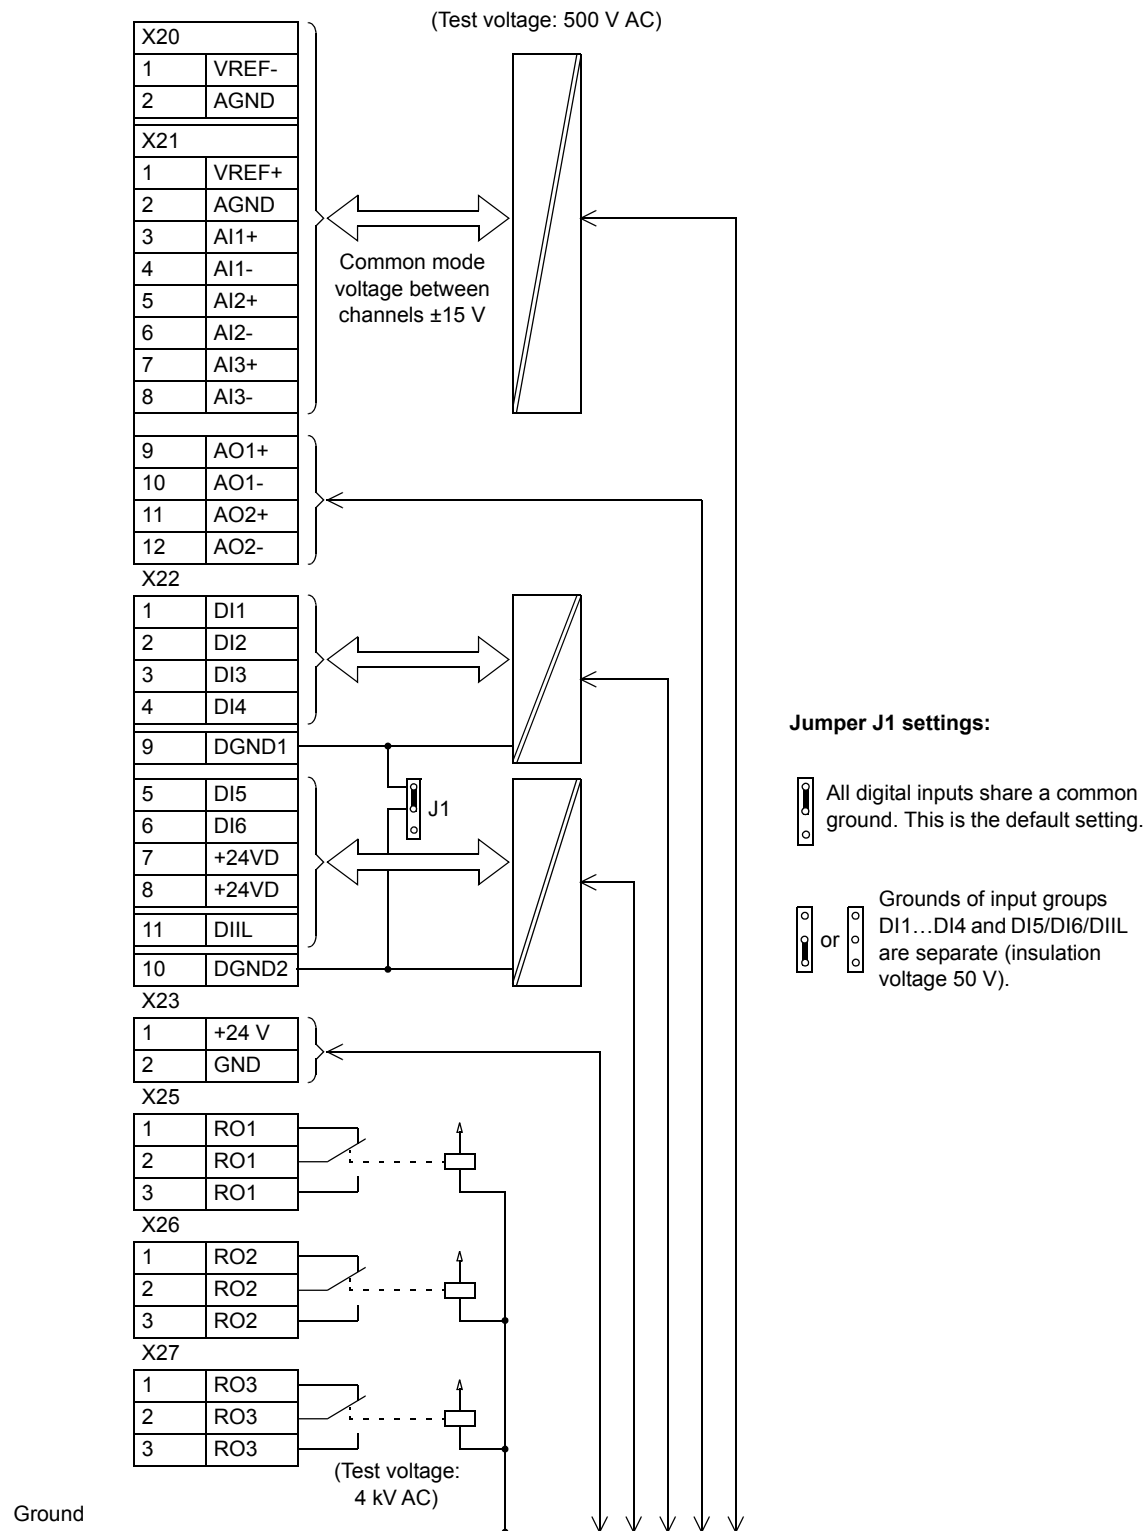 (Test voltage: 500 V AC)
X20
1 VREF-
2 AGND
X21
1 VREF+
2 AGND
3 AI1+
4 AI1-
5 AI2+
6 AI2-
7 AI3+
8 AI3-
Common mode
voltage between
channels ±15 V
9 AO1+
10 AO1-
11 AO2+
12 AO2-
X22
1 DI1
2 DI2
3 DI3
4 DI4
9 DGND1
5 DI5
6 DI6
7 +24VD
8 +24VD
11 DIIL
10 DGND2
J1
Jumper J1 settings:
All digital inputs share a common
ground. This is the default setting.
or
Grounds of input groups
DI1…DI4 and DI5/DI6/DIIL
are separate (insulation
voltage 50 V).
X23
1 +24 V
2 GND
X25
1 RO1
2 RO1
3 RO1
X26
1 RO2
2 RO2
3 RO2
X27
1 RO3
2 RO3
3 RO3
(Test voltage:
4 kV AC)
Ground